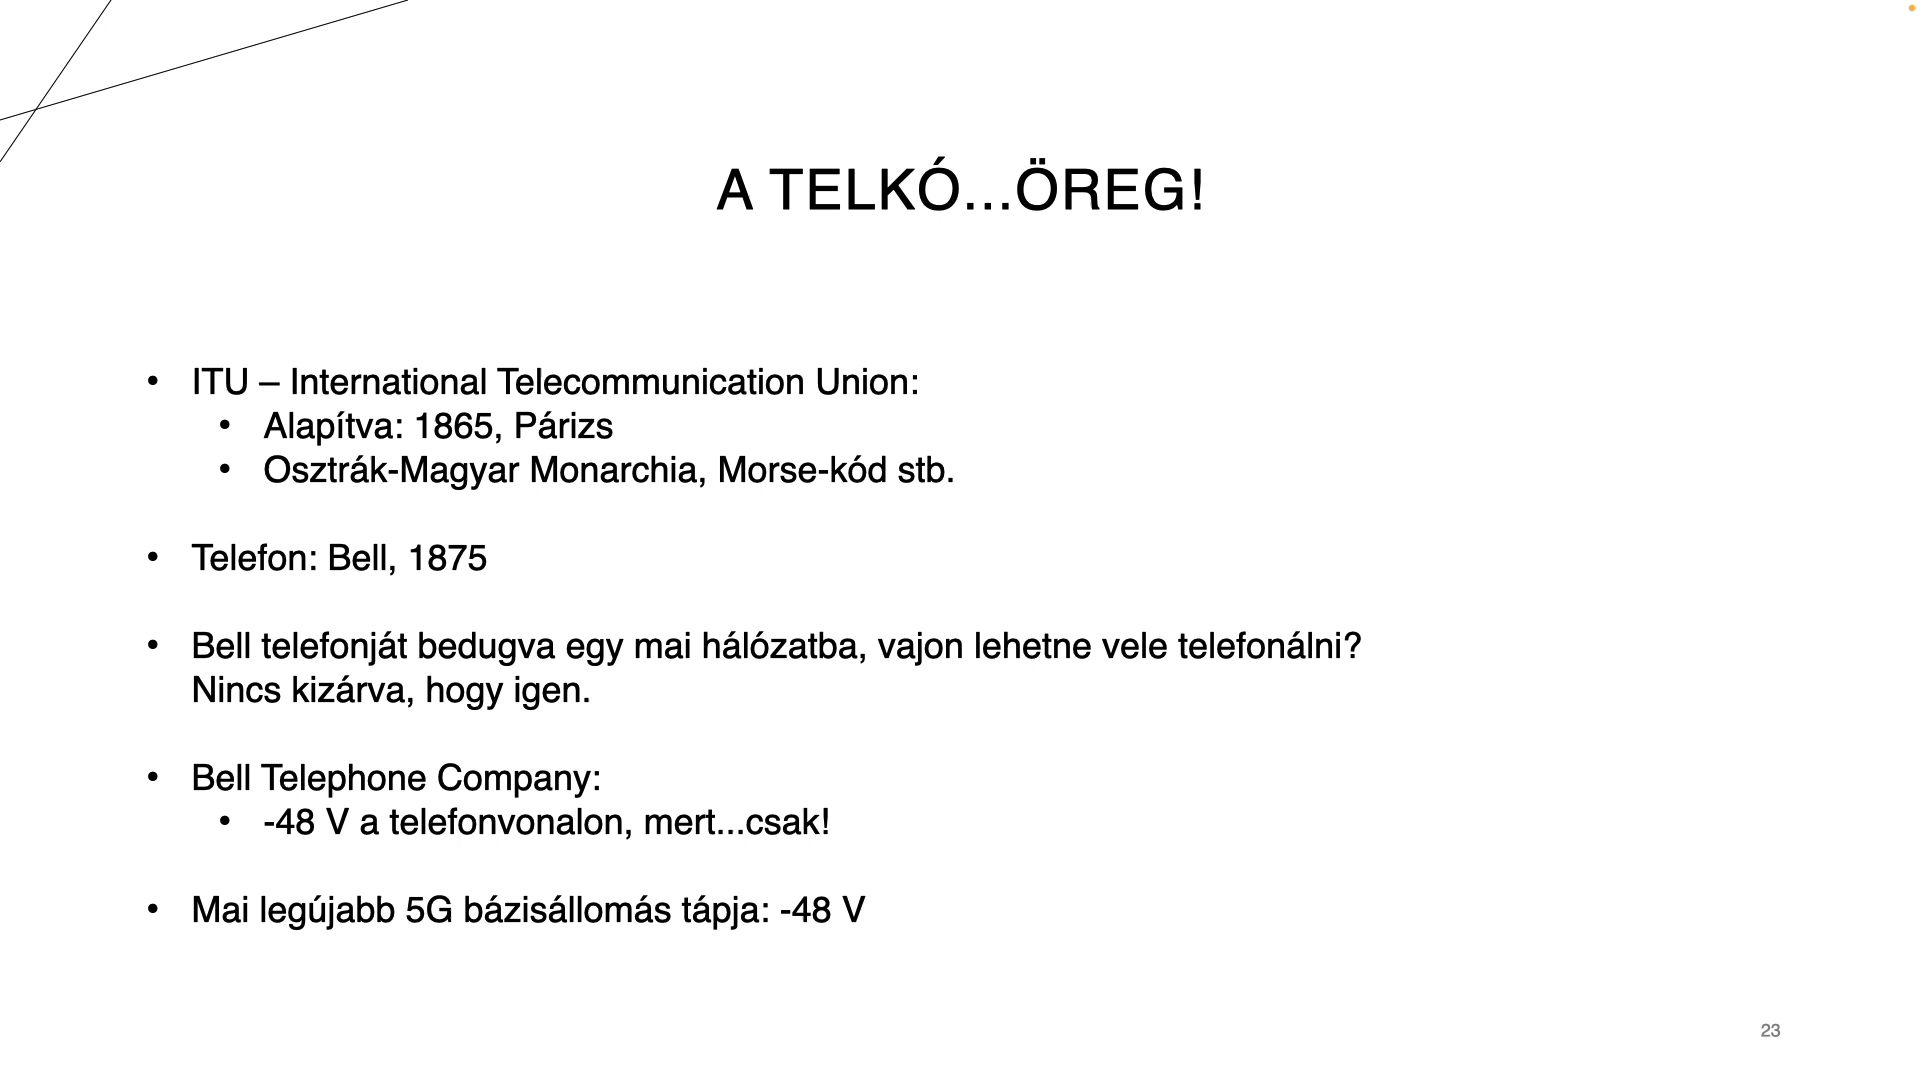 A TELKÓ...ÖREG!
• ITU – International Telecommunication Union:
• Alapítva: 1865, Párizs
• Osztrák-Magyar Monarchia, Morse-kód stb.
• Telefon: Bell, 1875
• Bell telefonját bedugva egy mai hálózatba, vajon lehetne vele telefonálni?
Nincs kizárva, hogy igen.
• Bell Telephone Company:
• -48 V a telefonvonalon, mert...csak!
• Mai legújabb 5G bázisállomás tápja: -48 V
23